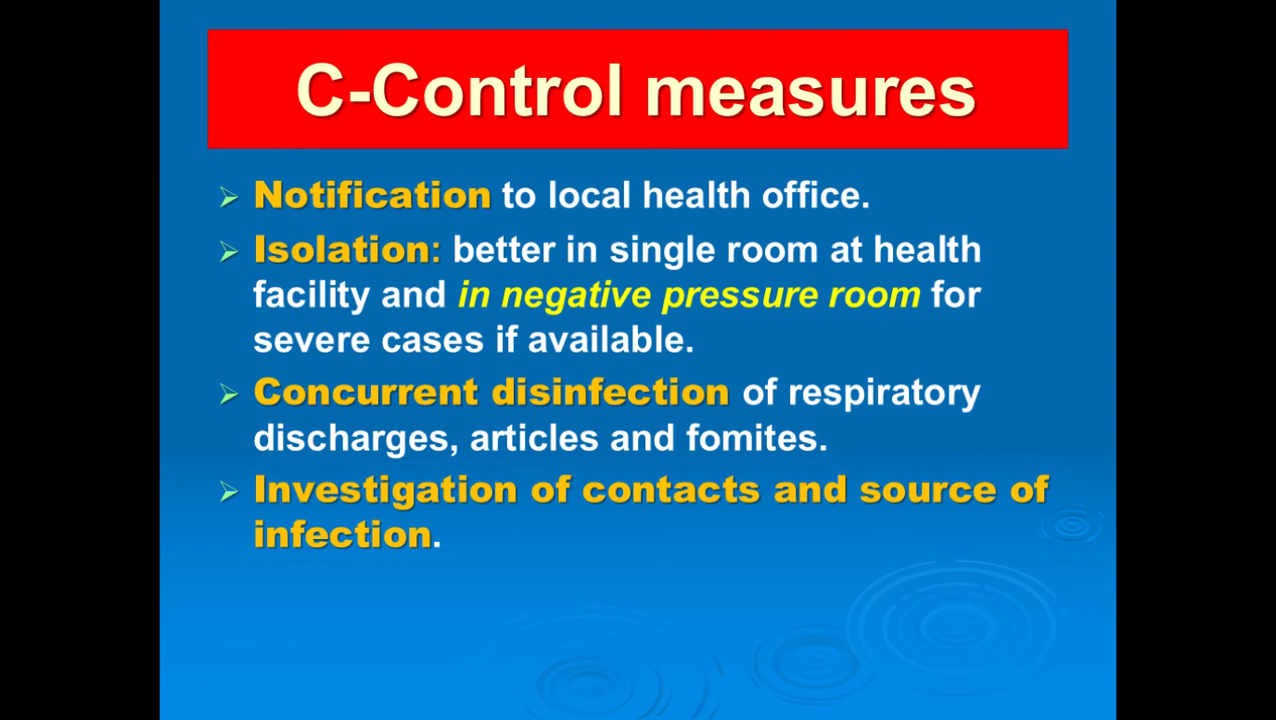 C-Control measures
Notification to local health office.
Isolation: better in single room at health
facility and in negative pressure room for
severe cases if available.
Concurrent disinfection of respiratory
discharges, articles and fomites.
Investigation of contacts and source of
infection.